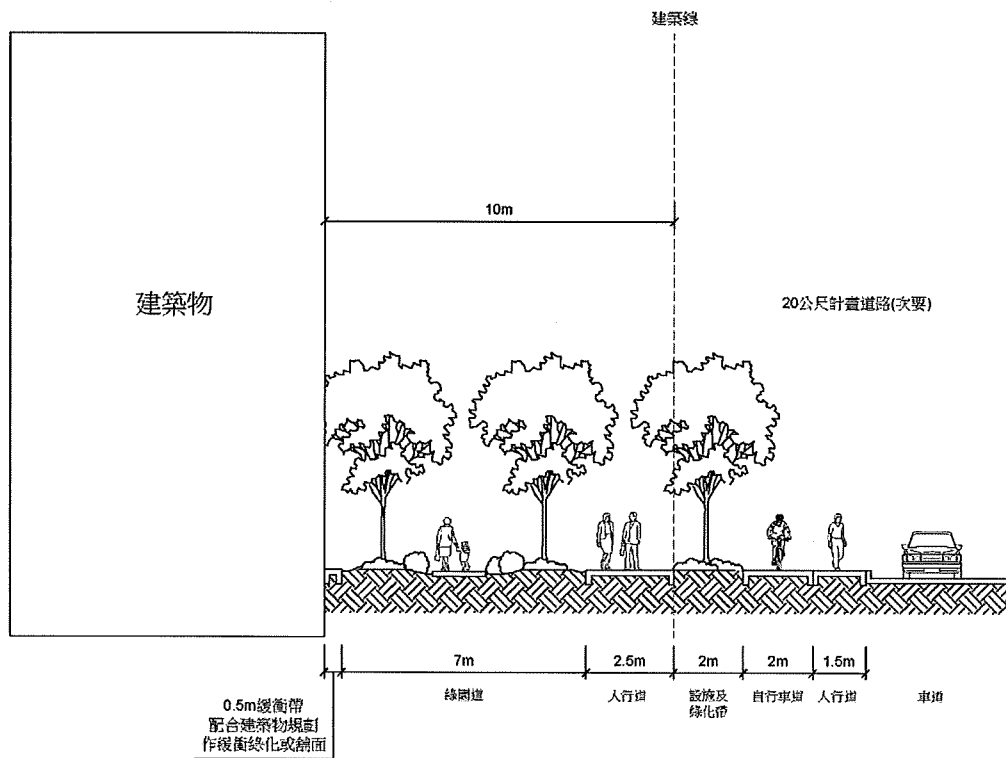 建築線
10m
建築物
20公尺計畫道路(次要)
7m
2.5m
2m
2m
1.5m
綠園道
人行道
設施及
綠化帶
自行車道
人行道
車道
0.5m緩衝帶
配合建築物規劃
作緩衝綠化或舖面